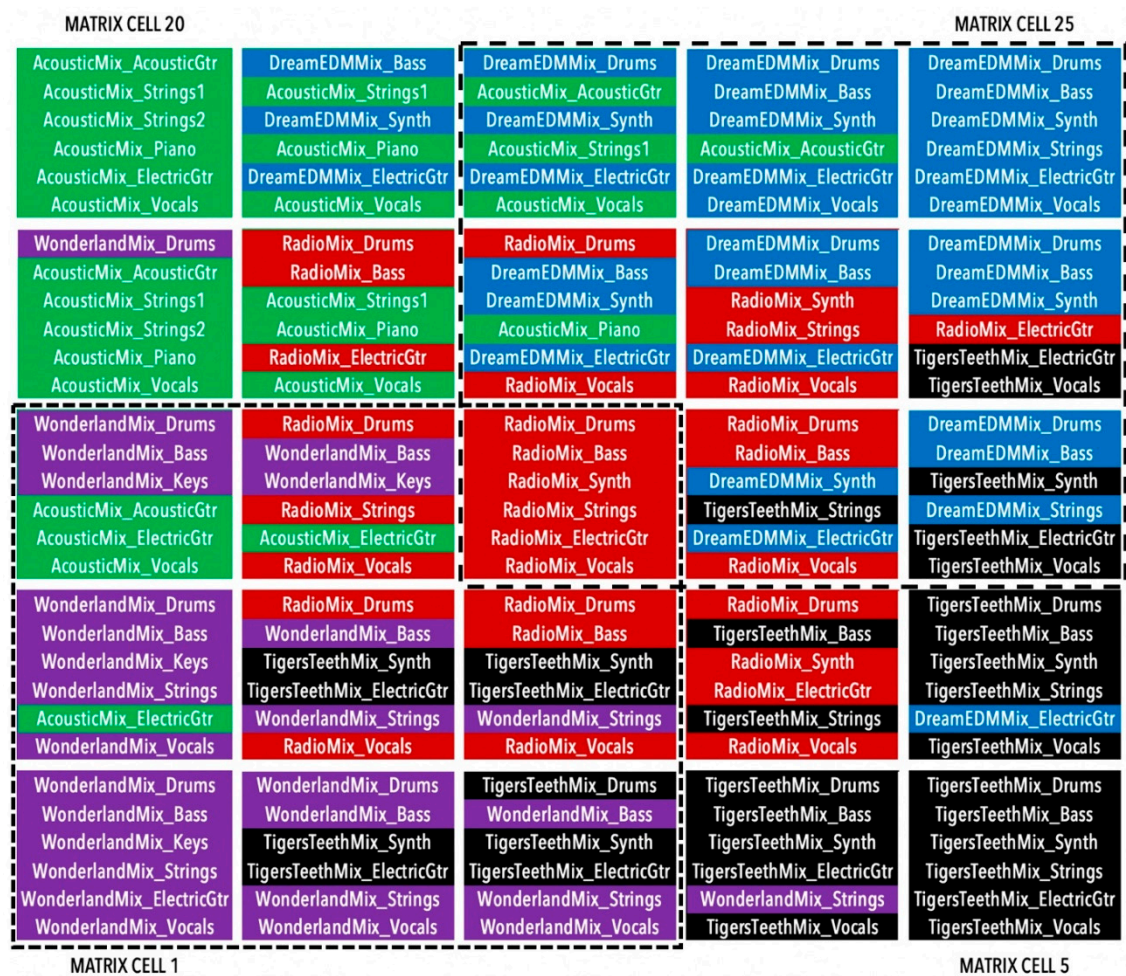 MATRIX CELL 20
MATRIX CELL 25
AcousticMix_AcousticGtr
AcousticMix_Strings1
AcousticMix_Strings2
AcousticMix_Piano
AcousticMix_ElectricGtr
AcousticMix_Vocals
DreamEDMMix_Bass
AcousticMix_Strings1
DreamEDMMix_Synth
AcousticMix_Piano
DreamEDMMix_ElectricGtr
AcousticMix_Vocals
DreamEDMMix_Drums
AcousticMix_AcousticGtr
DreamEDMMix_Synth
AcousticMix_Strings1
DreamEDMMix_ElectricGtr
AcousticMix_Vocals
DreamEDMMix_Drums
DreamEDMMix_Bass
DreamEDMMix_Synth
AcousticMix_AcousticGtr
DreamEDMMix_ElectricGtr
DreamEDMMix_Vocals
DreamEDMMix_Drums
DreamEDMMix_Bass
DreamEDMMix_Synth
DreamEDMMix_Strings
DreamEDMMix_ElectricGtr
DreamEDMMix_Vocals
WonderlandMix_Drums
AcousticMix_AcousticGtr
AcousticMix_Strings1
AcousticMix_Strings2
AcousticMix_Piano
AcousticMix_Vocals
RadioMix_Drums
RadioMix_Bass
AcousticMix_Strings1
AcousticMix_Piano
RadioMix_ElectricGtr
AcousticMix_Vocals
RadioMix_Drums
DreamEDMMix_Bass
DreamEDMMix_Synth
AcousticMix_Piano
DreamEDMMix_ElectricGtr
RadioMix_Vocals
DreamEDMMix_Drums
DreamEDMMix_Bass
RadioMix_Synth
RadioMix_Strings
DreamEDMMix_ElectricGtr
RadioMix_Vocals
DreamEDMMix_Drums
DreamEDMMix_Bass
DreamEDMMix_Synth
RadioMix_ElectricGtr
TigersTeethMix_ElectricGtr
TigersTeethMix_Vocals
WonderlandMix_Drums
WonderlandMix_Bass
WonderlandMix_Keys
AcousticMix_AcousticGtr
AcousticMix_ElectricGtr
AcousticMix_Vocals
RadioMix_Drums
WonderlandMix_Bass
WonderlandMix_Keys
RadioMix_Strings
AcousticMix_ElectricGtr
RadioMix_Vocals
RadioMix_Drums
RadioMix_Bass
RadioMix_Synth
RadioMix_Strings
RadioMix_ElectricGtr
RadioMix_Vocals
RadioMix_Drums
RadioMix_Bass
DreamEDMMix_Synth
TigersTeethMix_Strings
DreamEDMMix_ElectricGtr
RadioMix_Vocals
DreamEDMMix_Drums
DreamEDMMix_Bass
TigersTeethMix_Synth
DreamEDMMix_Strings
TigersTeethMix_ElectricGtr
TigersTeethMix_Vocals
WonderlandMix_Drums
WonderlandMix_Bass
WonderlandMix_Keys
WonderlandMix_Strings
AcousticMix_ElectricGtr
WonderlandMix_Vocals
RadioMix_Drums
WonderlandMix_Bass
TigersTeethMix_Synth
TigersTeethMix_ElectricGtr
WonderlandMix_Strings
RadioMix_Vocals
RadioMix_Drums
RadioMix_Bass
TigersTeethMix_Synth
TigersTeethMix_ElectricGtr
WonderlandMix_Strings
RadioMix_Vocals
RadioMix_Drums
TigersTeethMix_Bass
RadioMix_Synth
RadioMix_ElectricGtr
TigersTeethMix_Strings
RadioMix_Vocals
TigersTeethMix_Drums
TigersTeethMix_Bass
TigersTeethMix_Synth
TigersTeethMix_Strings
DreamEDMMix_ElectricGtr
TigersTeethMix_Vocals
WonderlandMix_Drums
WonderlandMix_Bass
WonderlandMix_Keys
WonderlandMix_Strings
WonderlandMix_ElectricGtr
WonderlandMix_Vocals
WonderlandMix_Drums
WonderlandMix_Bass
TigersTeethMix_Synth
TigersTeethMix_ElectricGtr
WonderlandMix_Strings
WonderlandMix_Vocals
TigersTeethMix_Drums
WonderlandMix_Bass
TigersTeethMix_Synth
TigersTeethMix_ElectricGtr
WonderlandMix_Strings
WonderlandMix_Vocals
TigersTeethMix_Drums
TigersTeethMix_Bass
TigersTeethMix_Synth
TigersTeethMix_ElectricGtr
WonderlandMix_Strings
TigersTeethMix_Vocals
TigersTeethMix_Drums
TigersTeethMix_Bass
TigersTeethMix_Synth
TigersTeethMix_Strings
TigersTeethMix_ElectricGtr
TigersTeethMix_Vocals
MATRIX CELL 1
MATRIX CELL 5